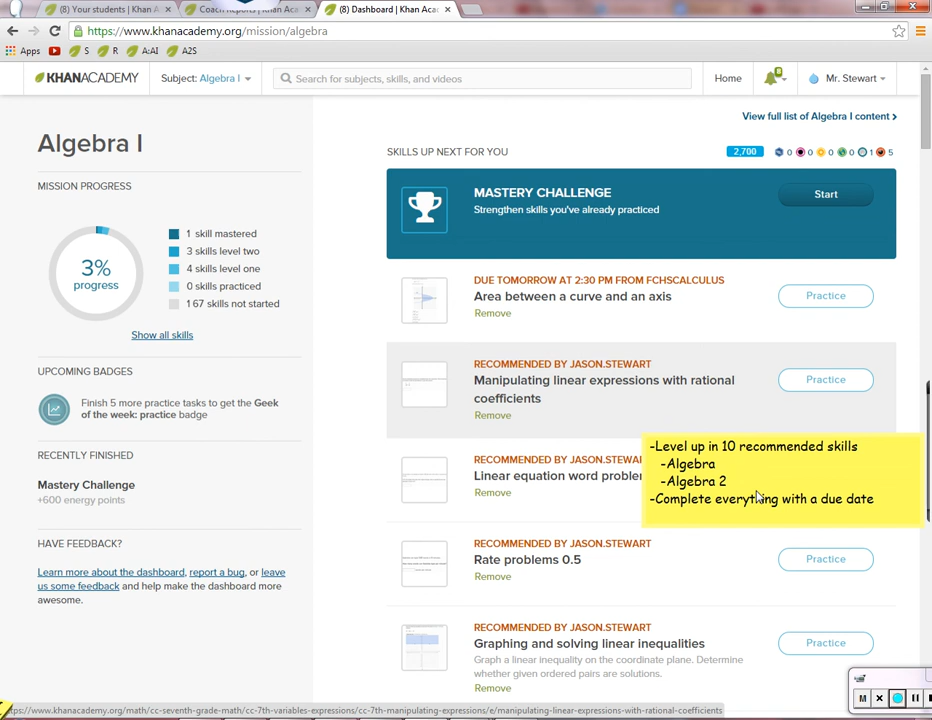 (8) Your students | Khan A
Coach Reports | Khan Ac
(8) Dashboard | Khan Aca
https://www.khanacademy.org/mission/algebra
Apps S R A:AI A2S
KHANACADEMY
Subject: Algebra I
Search for subjects, skills, and videos
Home
8
Mr. Stewart
View full list of Algebra I content
Algebra I
MISSION PROGRESS
3%
progress
1 skill mastered
3 skills level two
4 skills level one
0 skills practiced
167 skills not started
Show all skills
UPCOMING BADGES
Finish 5 more practice tasks to get the Geek
of the week: practice badge
RECENTLY FINISHED
Mastery Challenge
+600 energy points
HAVE FEEDBACK?
Learn more about the dashboard, report a bug, or leave
us some feedback and help make the dashboard more
awesome.
SKILLS UP NEXT FOR YOU
2,700 0 0 0 0 1 5
MASTERY CHALLENGE
Strengthen skills you've already practiced
Start
DUE TOMORROW AT 2:30 PM FROM FCHSCALCULUS
Area between a curve and an axis
Remove
Practice
RECOMMENDED BY JASON.STEWART
Manipulating linear expressions with rational
coefficients
Remove
Practice
RECOMMENDED BY JASON.STEWAR
Linear equation word probler
Remove
-Level up in 10 recommended skills
-Algebra
-Algebra 2
-Complete everything with a due date
RECOMMENDED BY JASON.STEWART
Rate problems 0.5
Remove
Practice
RECOMMENDED BY JASON.STEWART
Graphing and solving linear inequalities
Graph a linear inequality on the coordinate plane. Determine
whether given ordered pairs are solutions.
Remove
Practice
M
ttps://www.khanacademy.org/math/cc-seventh-grade-math/cc-7th-variables-expressions/cc-7th-manipulating-expressions/e/manipulating-linear-expressions-with-rational-coefficients